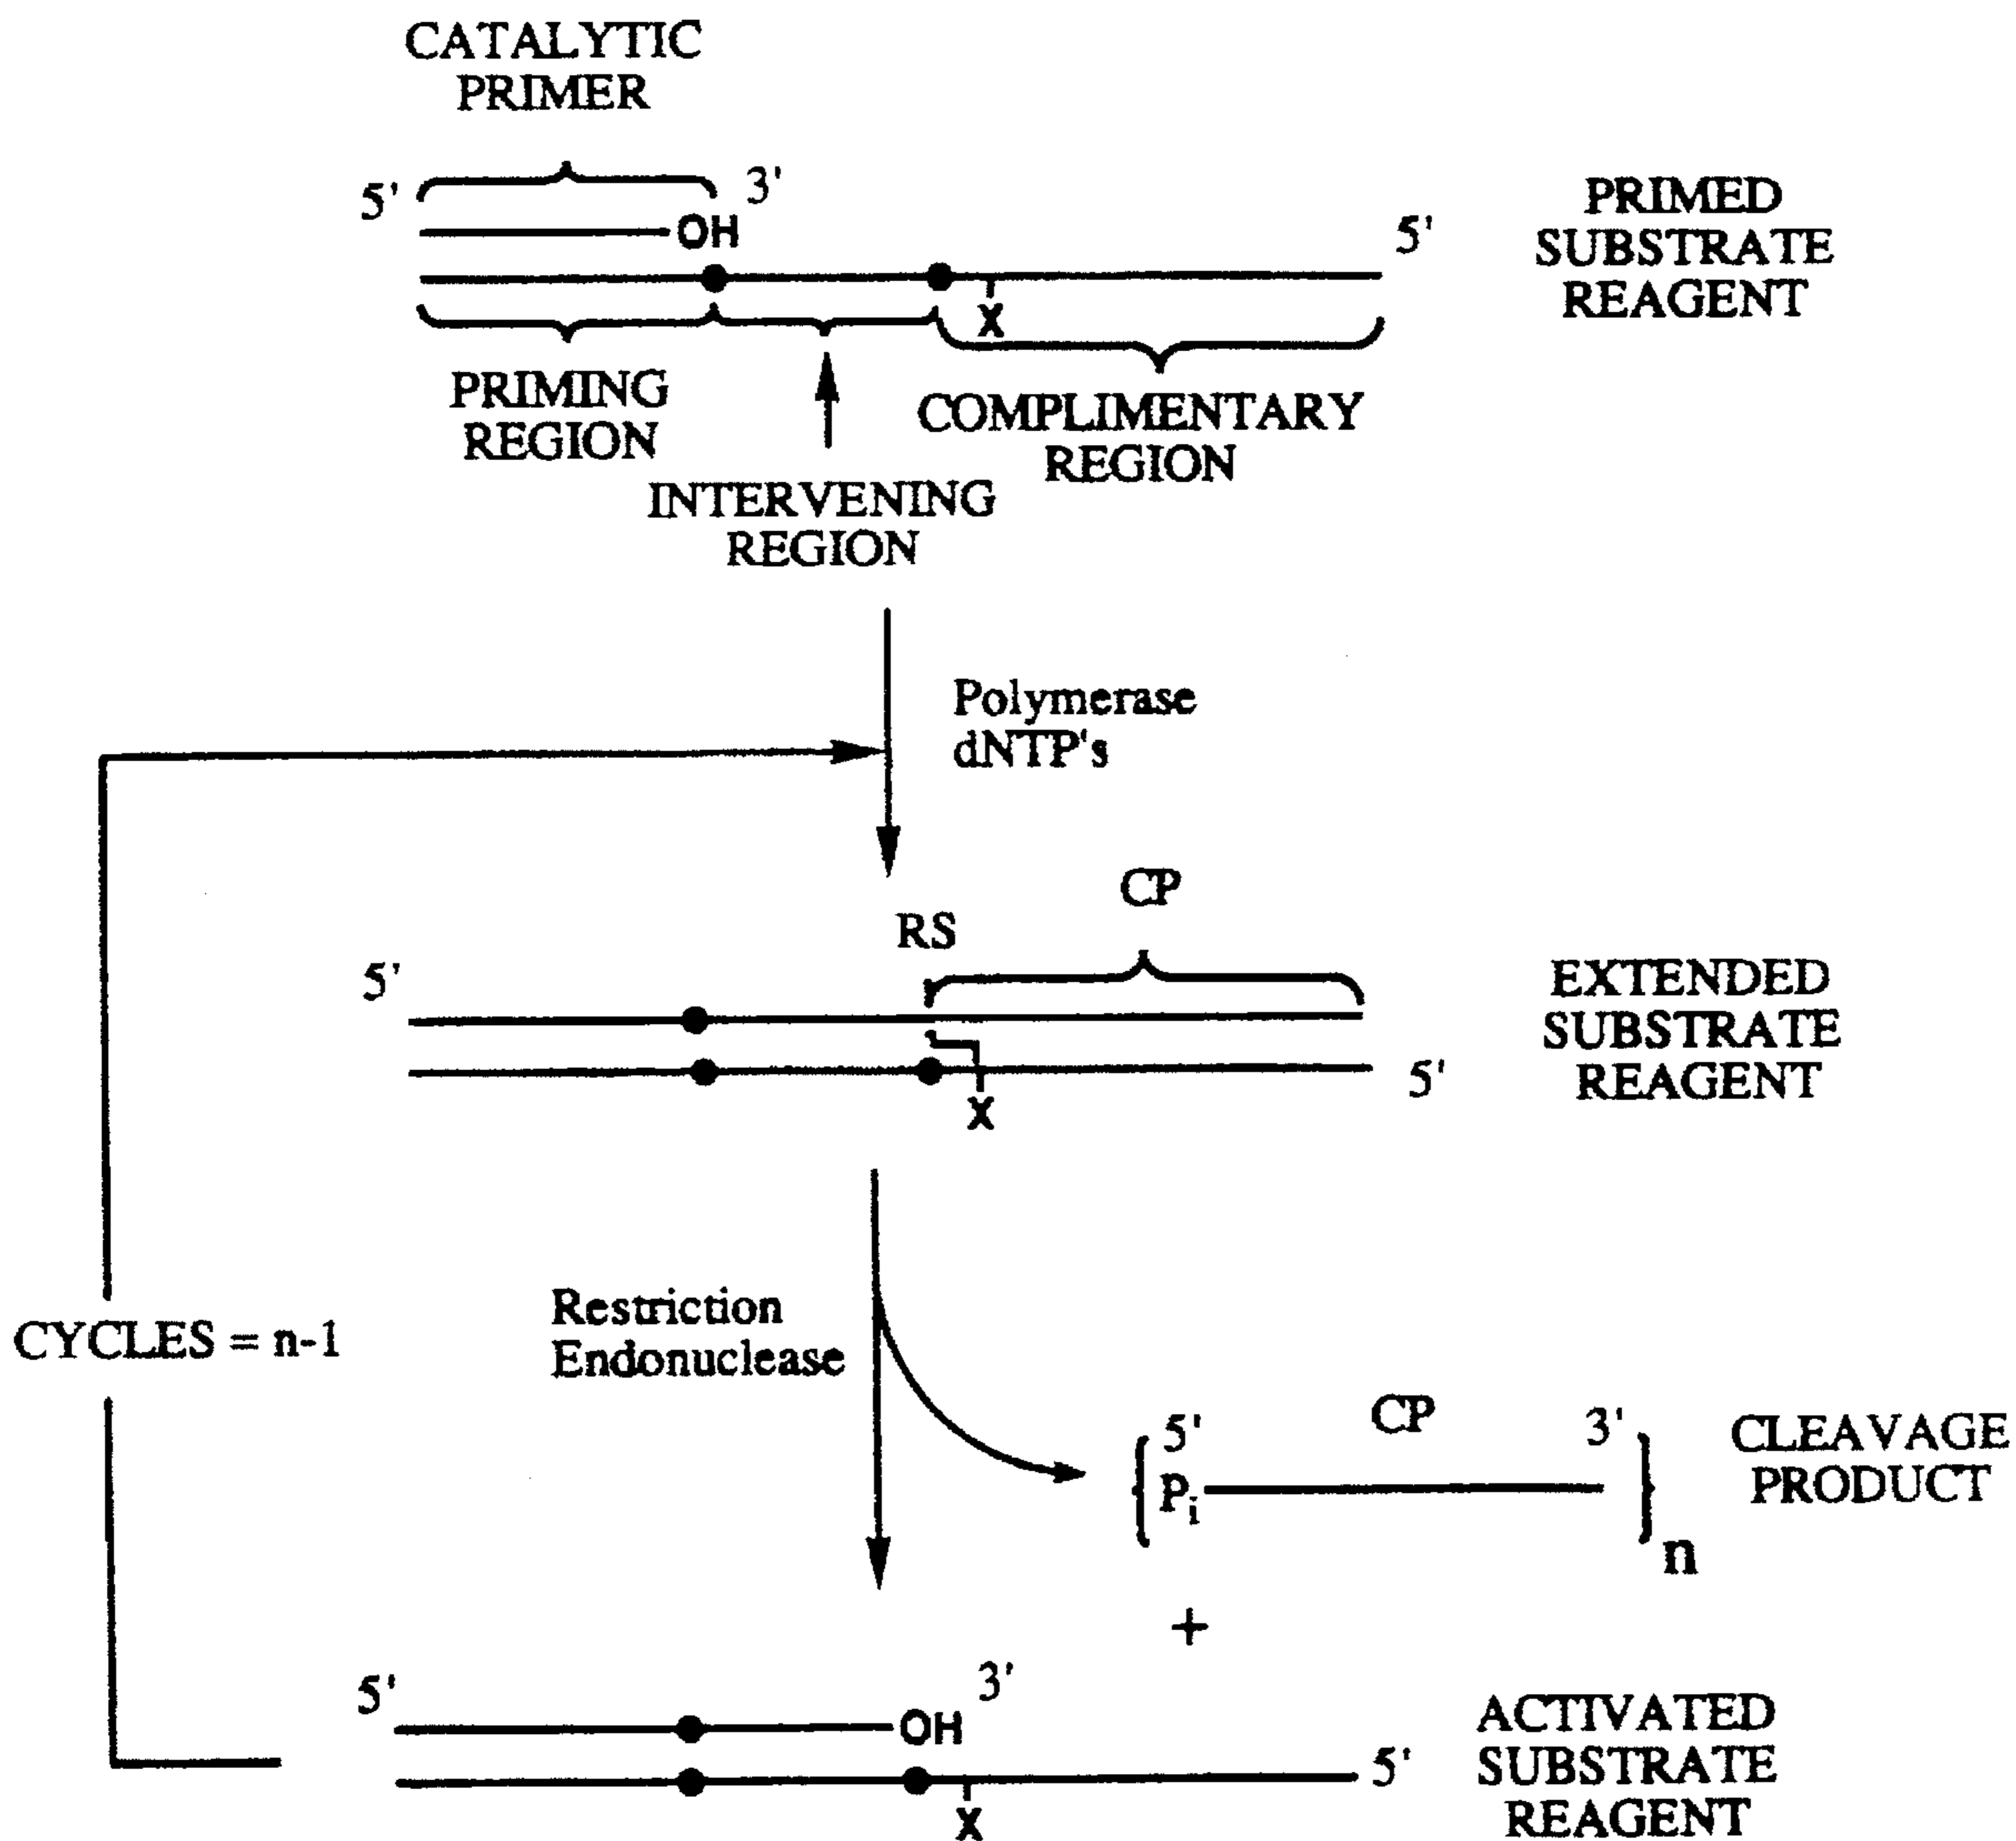 CATALYTIC
PRIMER
5'
3'
OH
5'
X
PRIMED
SUBSTRATE
REAGENT
PRIMING
REGION
COMPLIMENTARY
REGION
INTERVENING
REGION
Polymerase
dNTP's
CP
RS
5'
5'
X
EXTENDED
SUBSTRATE
REAGENT
CYCLES = n-1
Restriction
Endonuclease
5'
CP
3'
Pi
n
CLEAVAGE
PRODUCT
+
5'
3'
OH
5'
X
ACTIVATED
SUBSTRATE
REAGENT